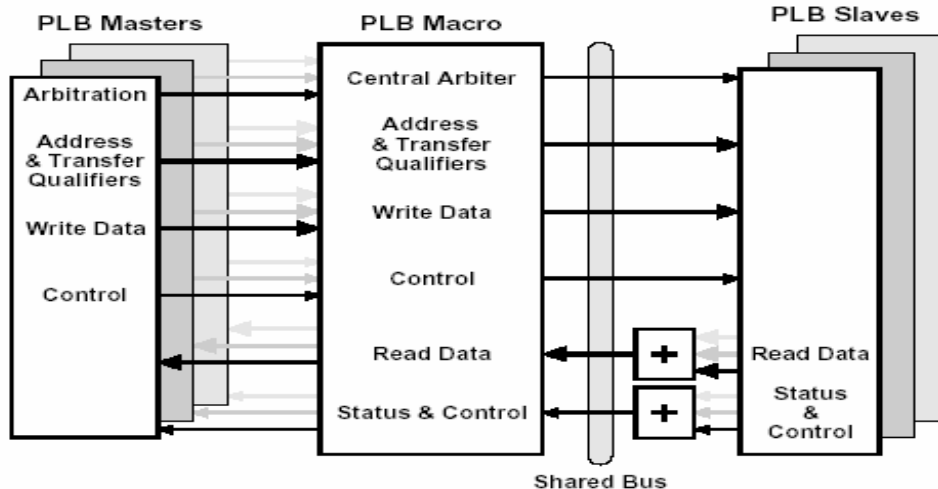 PLB Masters
PLB Macro
PLB Slaves
Arbitration
Address
& Transfer
Qualifiers
Write Data
Control
Central Arbiter
Address
& Transfer
Qualifiers
Write Data
Control
Read Data
Status & Control
+
+
Read Data
Status
&
Control
Shared Bus